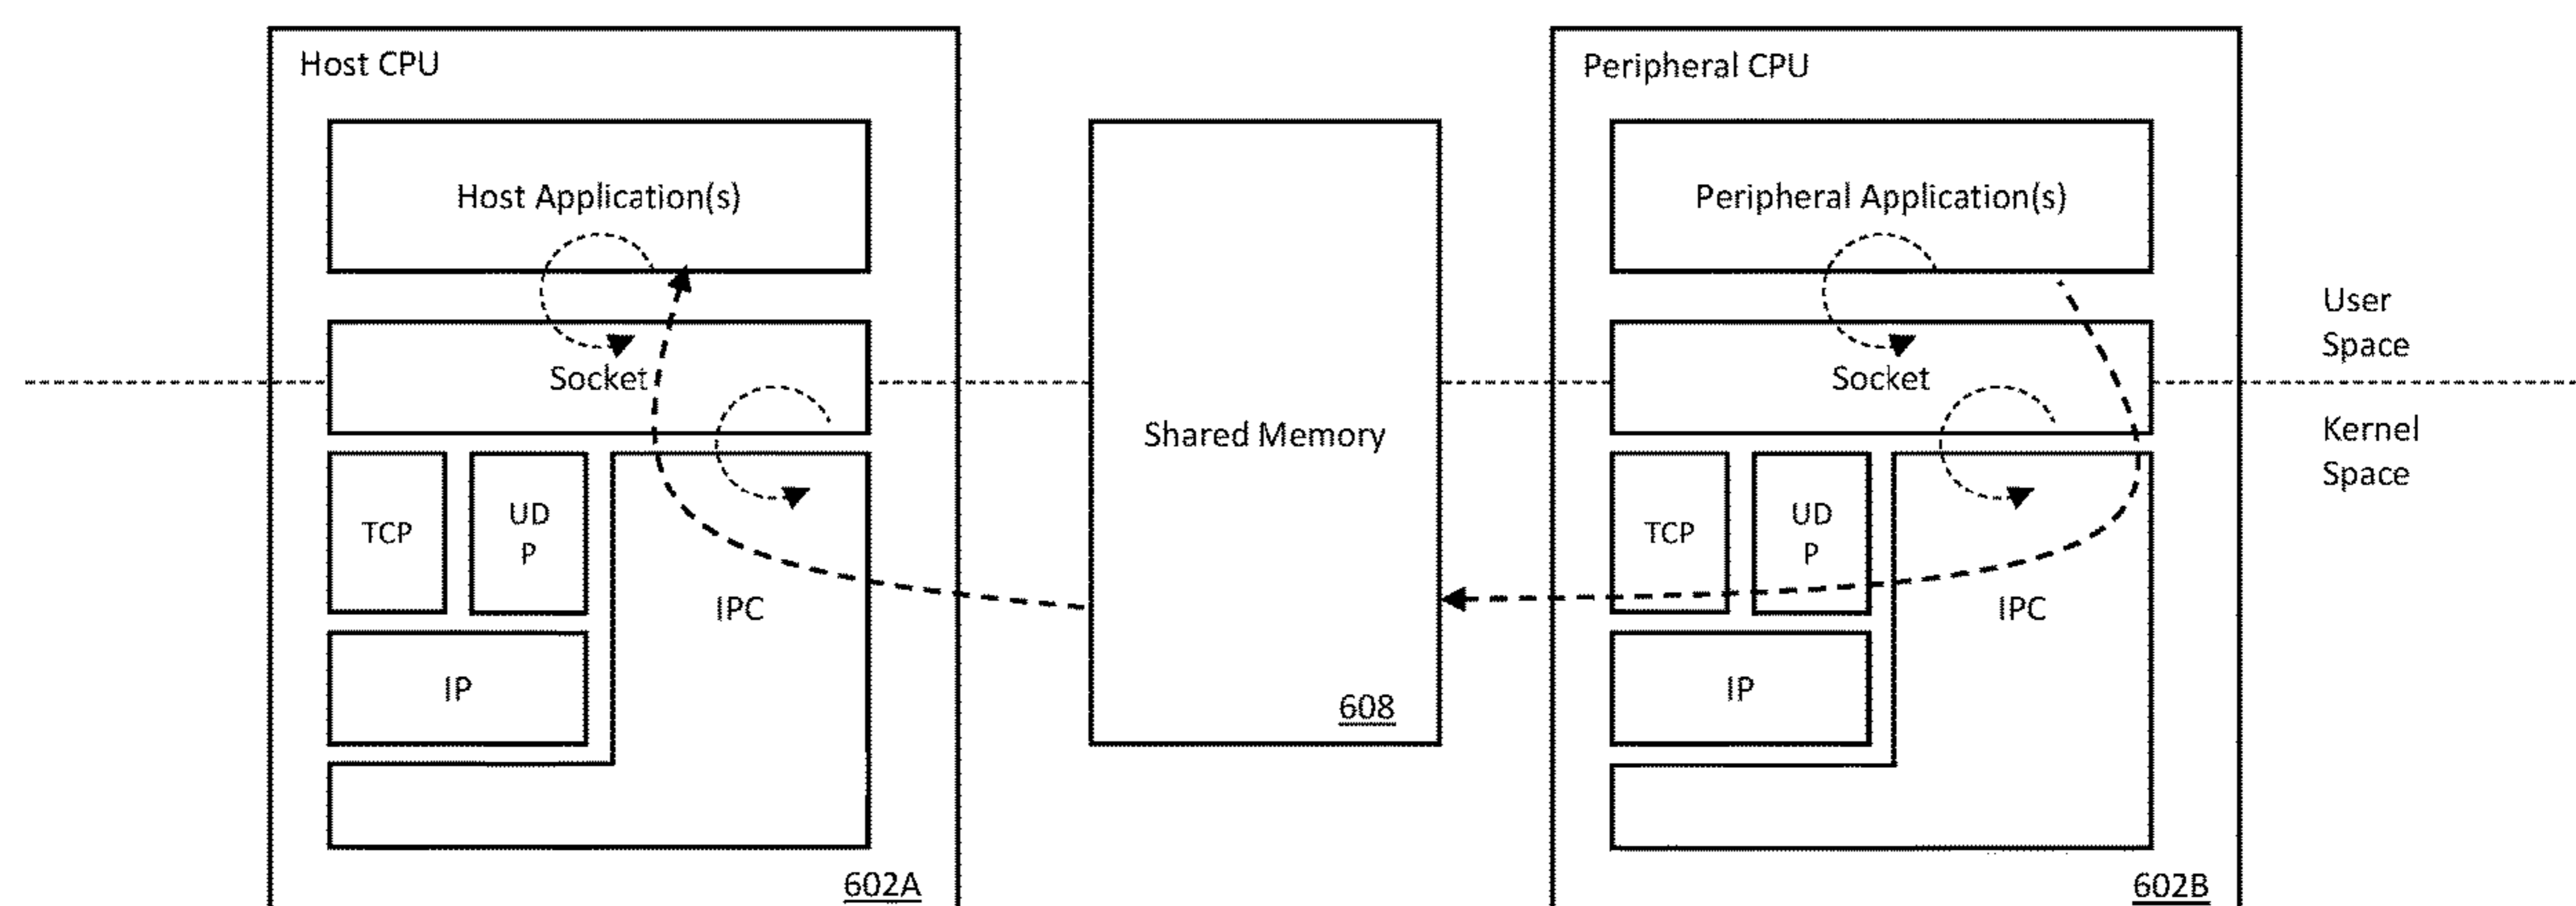 Host CPU
Host Application(s)
Socket
TCP
UD
P
IPC
IP
602A
Shared Memory
608
Peripheral CPU
Peripheral Application(s)
Socket
TCP
UD
P
IPC
IP
602B
User
Space
Kernel
Space